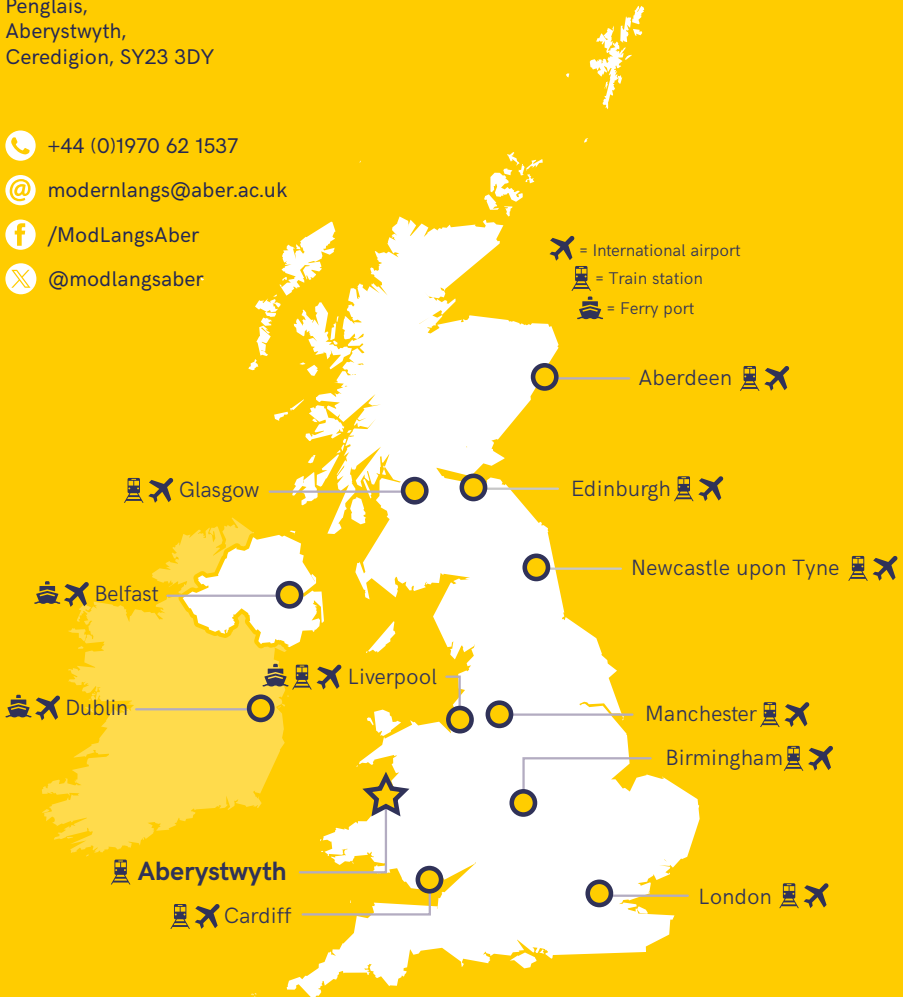 Penglais,
Aberystwyth,
Ceredigion, SY23 3DY
+44 (0)1970 62 1537
modernlangs@aber.ac.uk
/ModLangsAber
@modlangsaber
= International airport
= Train station
= Ferry port
Aberdeen
Glasgow
Edinburgh
Newcastle upon Tyne
Belfast
Liverpool
Dublin
Manchester
Birmingham
Aberystwyth
London
Cardiff